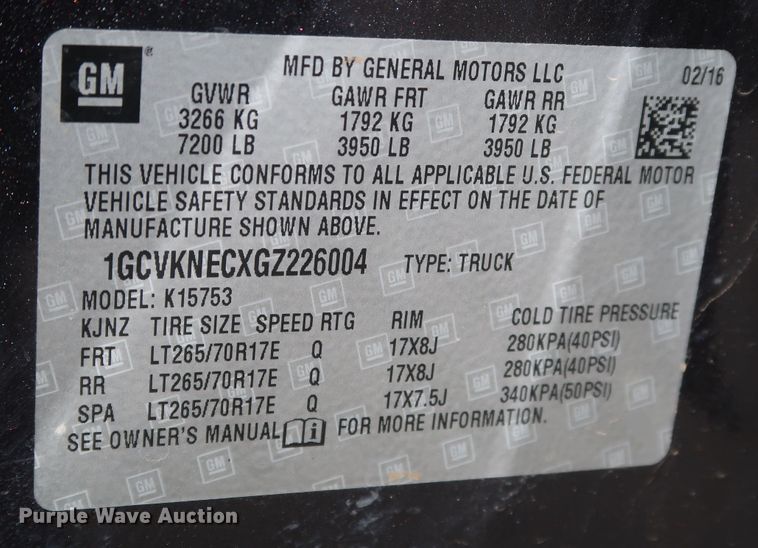 GM
MFD BY GENERAL MOTORS LLC 02/16
GVWR GAWR FRT GAWR RR
3266 KG 1792 KG 1792 KG
7200 LB 3950 LB 3950 LB
THIS VEHICLE CONFORMS TO ALL APPLICABLE U.S. FEDERAL MOTOR
VEHICLE SAFETY STANDARDS IN EFFECT ON THE DATE OF
MANUFACTURE SHOWN ABOVE.
1GCVKNECXGZ226004 TYPE: TRUCK
MODEL: K15753
KJNZ TIRE SIZE SPEED RTG RIM COLD TIRE PRESSURE
FRT LT265/70R17E Q 17X8J 280KPA(40PSI)
RR LT265/70R17E Q 17X8J 280KPA(40PSI)
SPA LT265/70R17E Q 17X7.5J 340KPA(50PSI)
SEE OWNER'S MANUAL i FOR MORE INFORMATION.
Purple Wave Auction